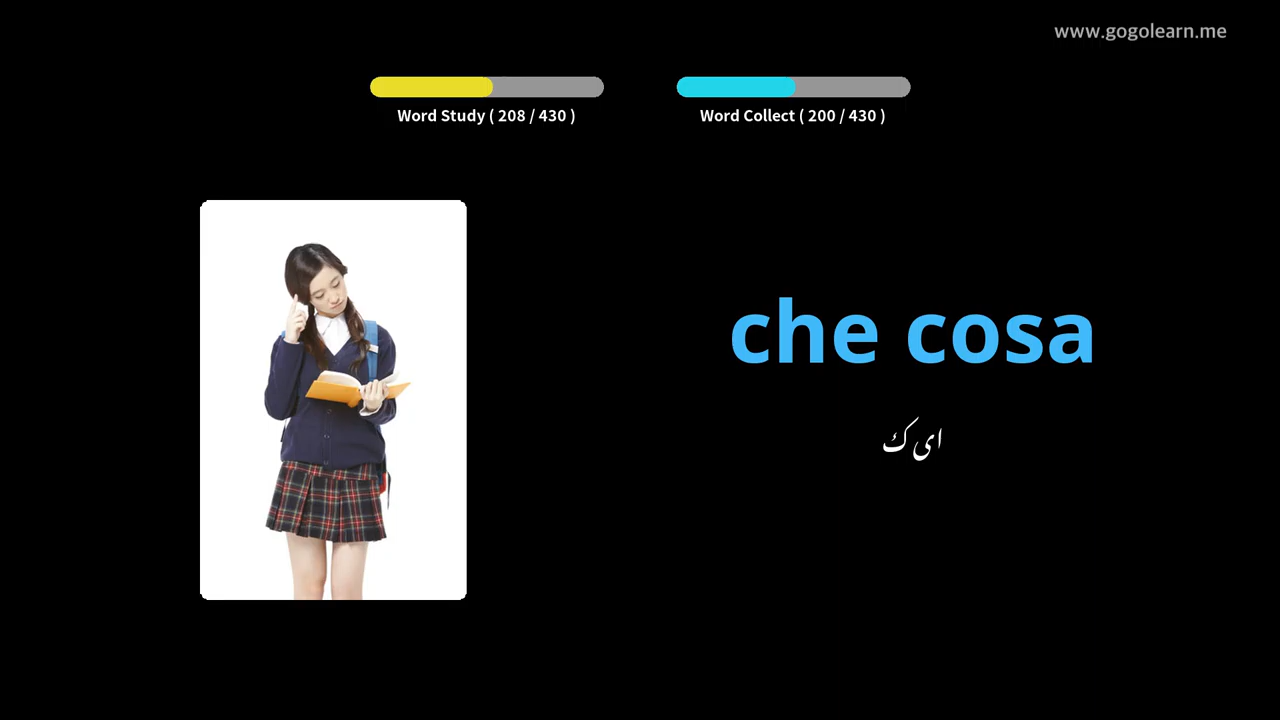 www.gogolearn.me
Word Study ( 208 / 430 )
Word Collect ( 200 / 430 )
che cosa
ای ک